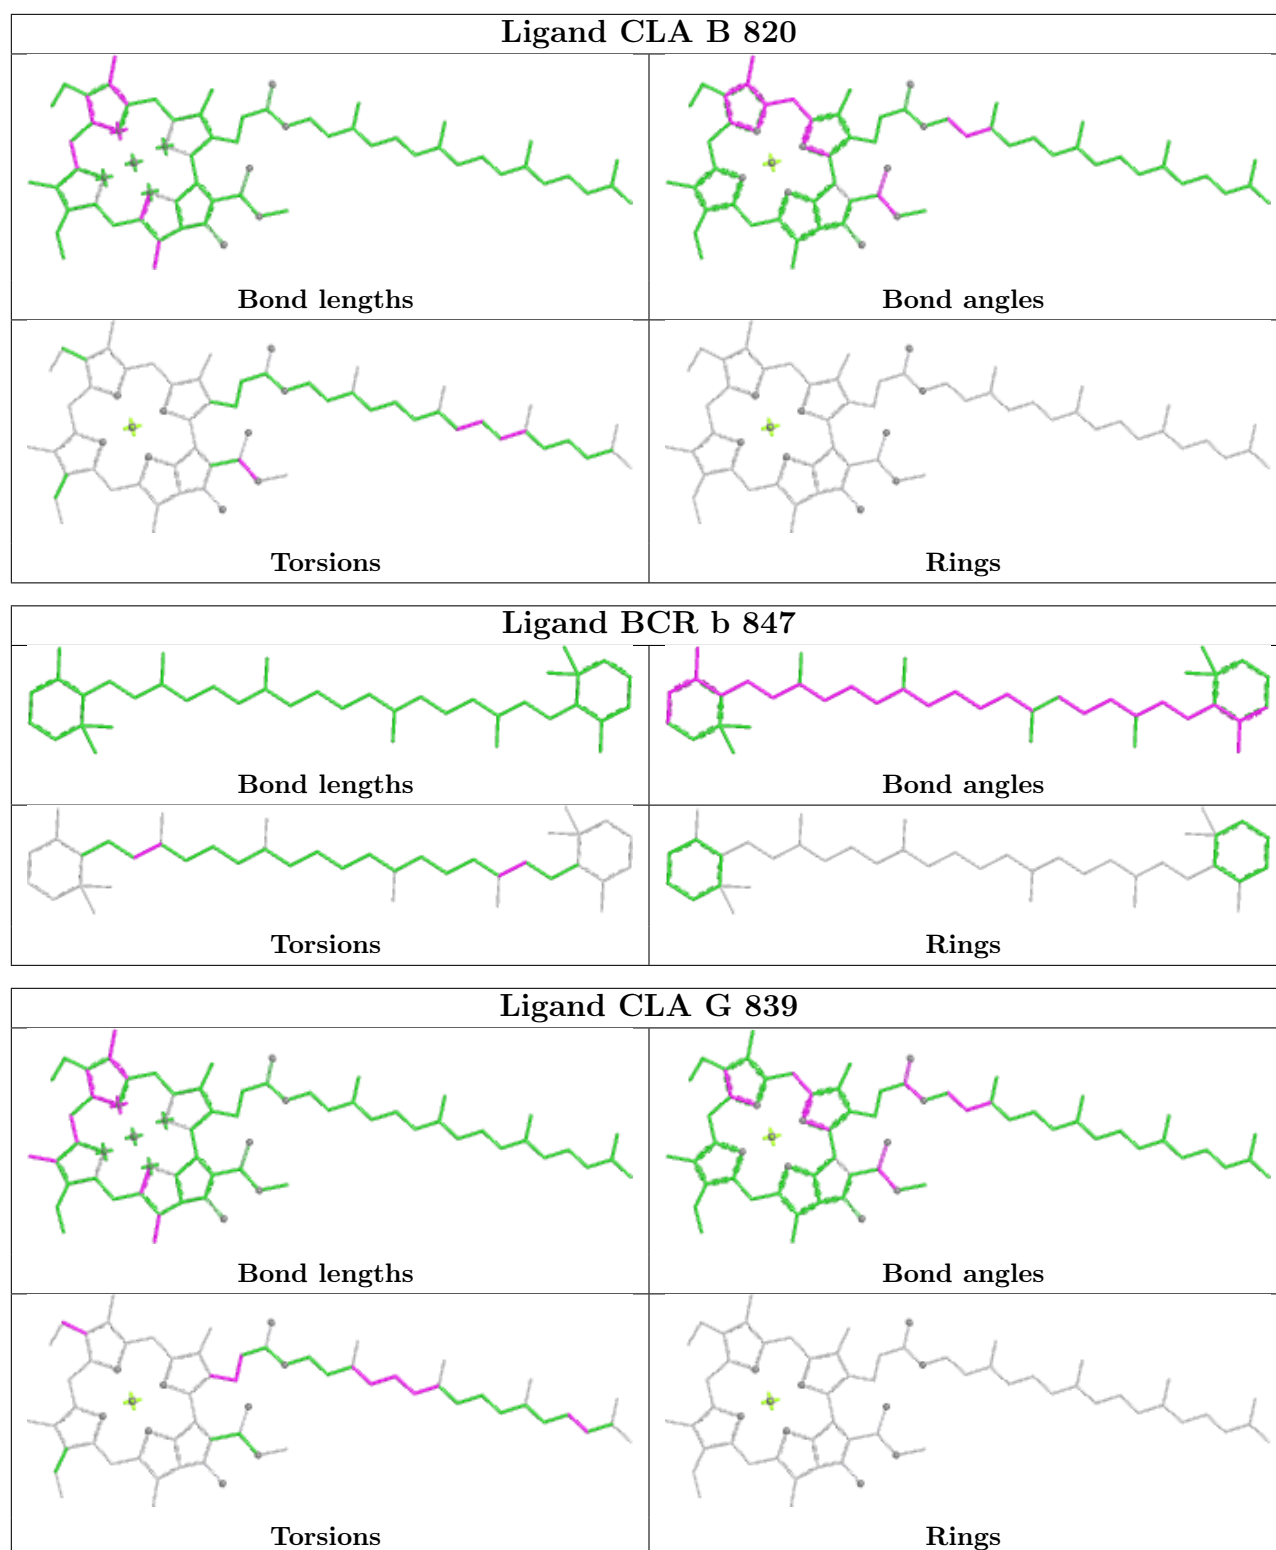 Ligand CLA B 820
Bond lengths
Bond angles
Torsions
Rings
Ligand BCR b 847
Bond lengths
Bond angles
Torsions
Rings
Ligand CLA G 839
Bond lengths
Bond angles
Torsions
Rings